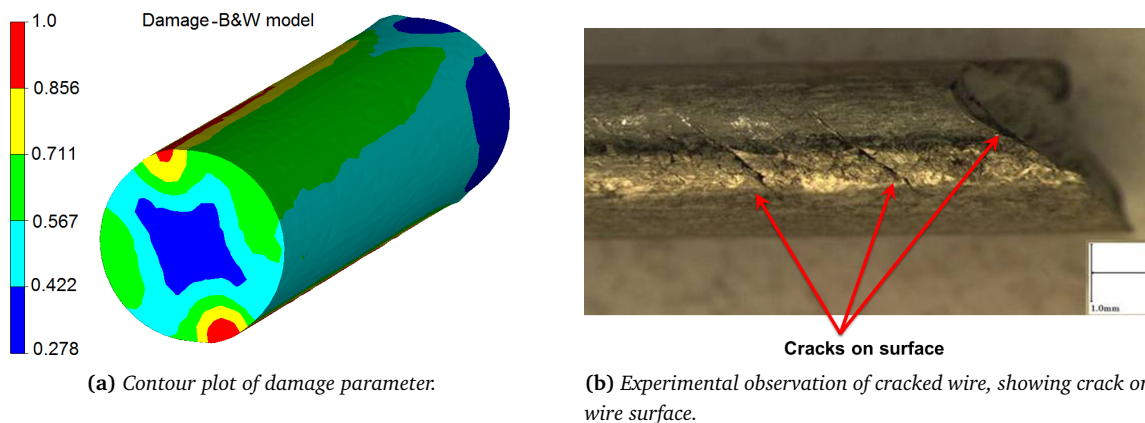 Damage-B&W model
1.0
0.856
0.711
0.567
0.422
0.278
(a) Contour plot of damage parameter.
1.0mm
Cracks on surface
(b) Experimental observation of cracked wire, showing crack on
wire surface.